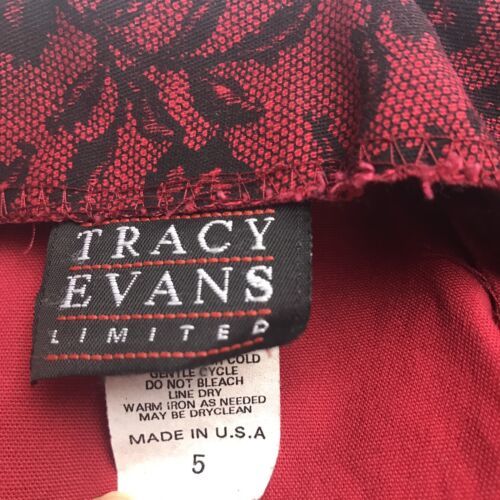 TRACY
EVANS
LIMITED
COLD
GENTLE CYCLE
DO NOT BLEACH
LINE DRY
WARM IRON AS NEEDED
MAY BE DRYCLEAN
MADE IN U.S.A
5